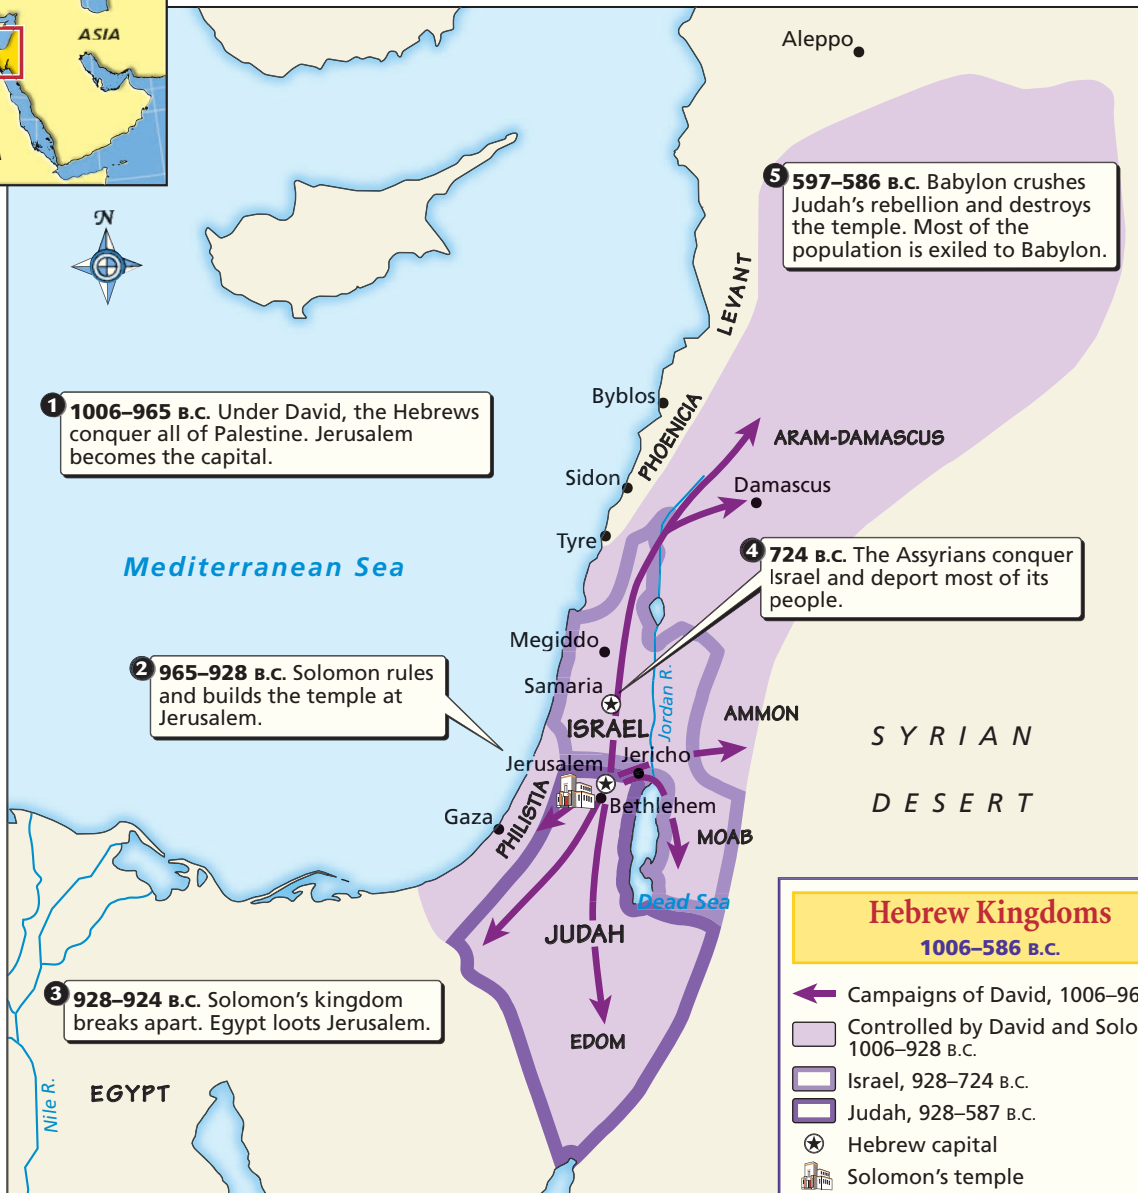 ASIA
Aleppo
N
5 597–586 B.C. Babylon crushes
Judah's rebellion and destroys
the temple. Most of the
population is exiled to Babylon.
LEVANT
1 1006–965 B.C. Under David, the Hebrews
conquer all of Palestine. Jerusalem
becomes the capital.
Byblos
PHOENICIA
ARAM-DAMASCUS
Sidon
Damascus
Tyre
Mediterranean Sea
4 724 B.C. The Assyrians conquer
Israel and deport most of its
people.
Megiddo
2 965–928 B.C. Solomon rules
and builds the temple at
Jerusalem.
Samaria
Jordan R.
ISRAEL
AMMON
SYRIAN
DESERT
Jerusalem
Jericho
Bethlehem
Gaza
PHILISTIA
MOAB
Dead Sea
JUDAH
3 928–924 B.C. Solomon's kingdom
breaks apart. Egypt loots Jerusalem.
EDOM
EGYPT
Nile R.
Hebrew Kingdoms
1006–586 B.C.
Campaigns of David, 1006–96
Controlled by David and Solo
1006–928 B.C.
Israel, 928–724 B.C.
Judah, 928–587 B.C.
Hebrew capital
Solomon's temple